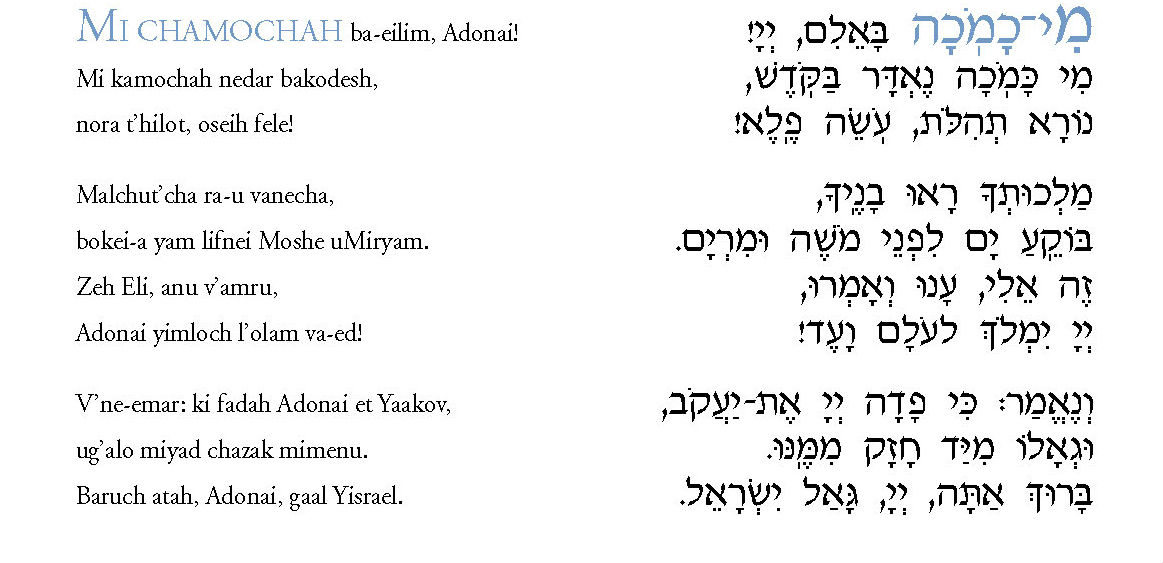 MI CHAMOCHAH ba-eilim, Adonai!
Mi kamochah nedar bakodesh,
nora t’hilot, oseih fele!
Malchut’cha ra-u vanecha,
bokei-a yam lifnei Moshe uMiryam.
Zeh Eli, anu v’amru,
Adonai yimloch l’olam va-ed!
V’ne-emar: ki fadah Adonai et Yaakov,
ug’alo miyad chazak mimenu.
Baruch atah, Adonai, gaal Yisrael.
מִי־כָמֹֽכָה בָּאֵלִם, יְיָ!
מִי כָּמֹֽכָה נֶאְדָּר בַּקֹּֽדֶשׁ,
נוֹרָא תְהִלֹּת, עֹֽשֵׂה פֶֽלֶא!
מַלְכוּתְךָ רָאוּ בָנֶֽיךָ,
בּוֹקֵֽעַ יָם לִפְנֵי מֹשֶׁה וּמִרְיָם.
זֶה אֵלִי, עָנוּ וְאָמְרוּ,
יְיָ יִמְלֹךְ לְעֹלָם וָעֶד!
וְנֶאֱמַר: כִּי פָדָה יְיָ אֶת־יַעֲקֹב,
וּגְאָלוֹ מִיַּד חָזָק מִמֶּֽנּוּ.
בָּרוּךְ אַתָּה, יְיָ, גָּאַל יִשְׂרָאֵל.